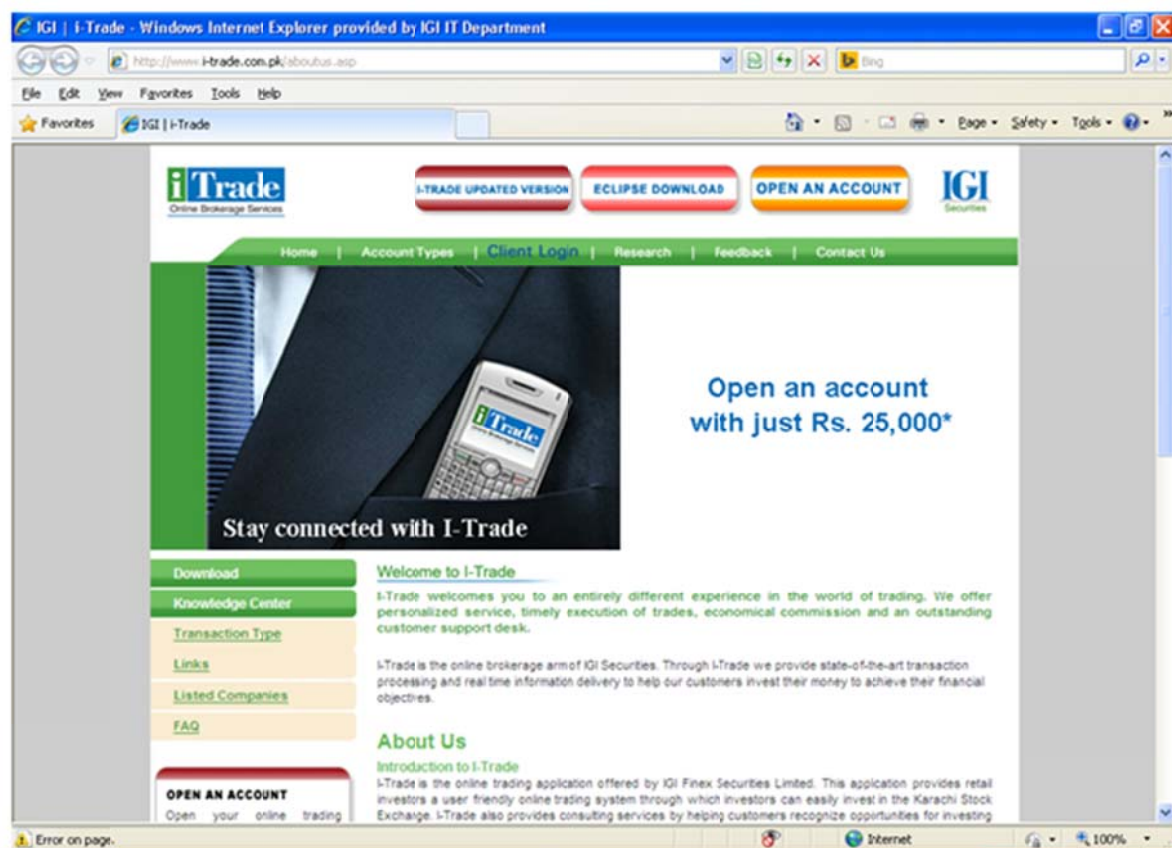 IGI | i-Trade - Windows Internet Explorer provided by IGI IT Department
http://www.i-trade.com.pk/aboutus.asp
Bing
File Edit View Favorites Tools Help
Favorites IGI | i-Trade Page Safety Tools
i Trade
Online Brokerage Services
I-TRADE UPDATED VERSION
ECLIPSE DOWNLOAD
OPEN AN ACCOUNT
IGI
Securities
Home | Account Types | Client Login | Research | Feedback | Contact Us
i Trade
Online Brokerage Services
Open an account
with just Rs. 25,000*
Stay connected with I-Trade
Download
Knowledge Center
Transaction Type
Links
Listed Companies
FAQ
OPEN AN ACCOUNT
Open your online trading
Welcome to I-Trade
I-Trade welcomes you to an entirely different experience in the world of trading. We offer
personalized service, timely execution of trades, economical commission and an outstanding
customer support desk.
I-Trade is the online brokerage arm of IGI Securities. Through I-Trade we provide state-of-the-art transaction
processing and real time information delivery to help our customers invest their money to achieve their financial
objectives.
About Us
Introduction to I-Trade
I-Trade is the online trading application offered by IGI Finex Securities Limited. This application provides retail
investors a user friendly online trading system through which investors can easily invest in the Karachi Stock
Exchange. I-Trade also provides consulting services by helping customers recognize opportunities for investing
Error on page. Internet 100%